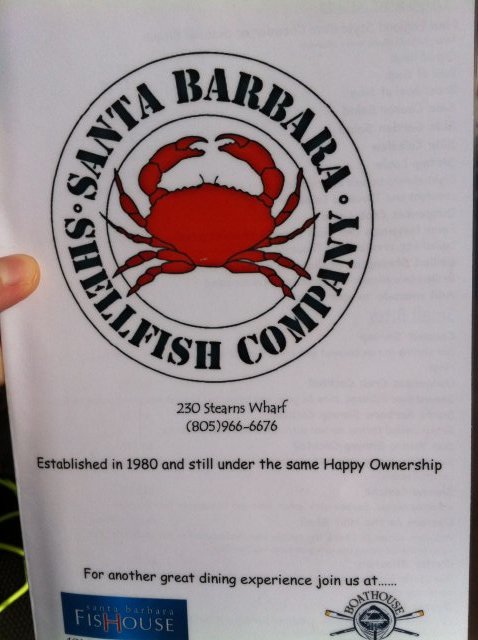 SANTA BARBARA
SHELLFISH COMPANY
230 Stearns Wharf
(805)966-6676
Established in 1980 and still under the same Happy Ownership
For another great dining experience join us at......
santa barbara
FISHOUSE
BOATHOUSE